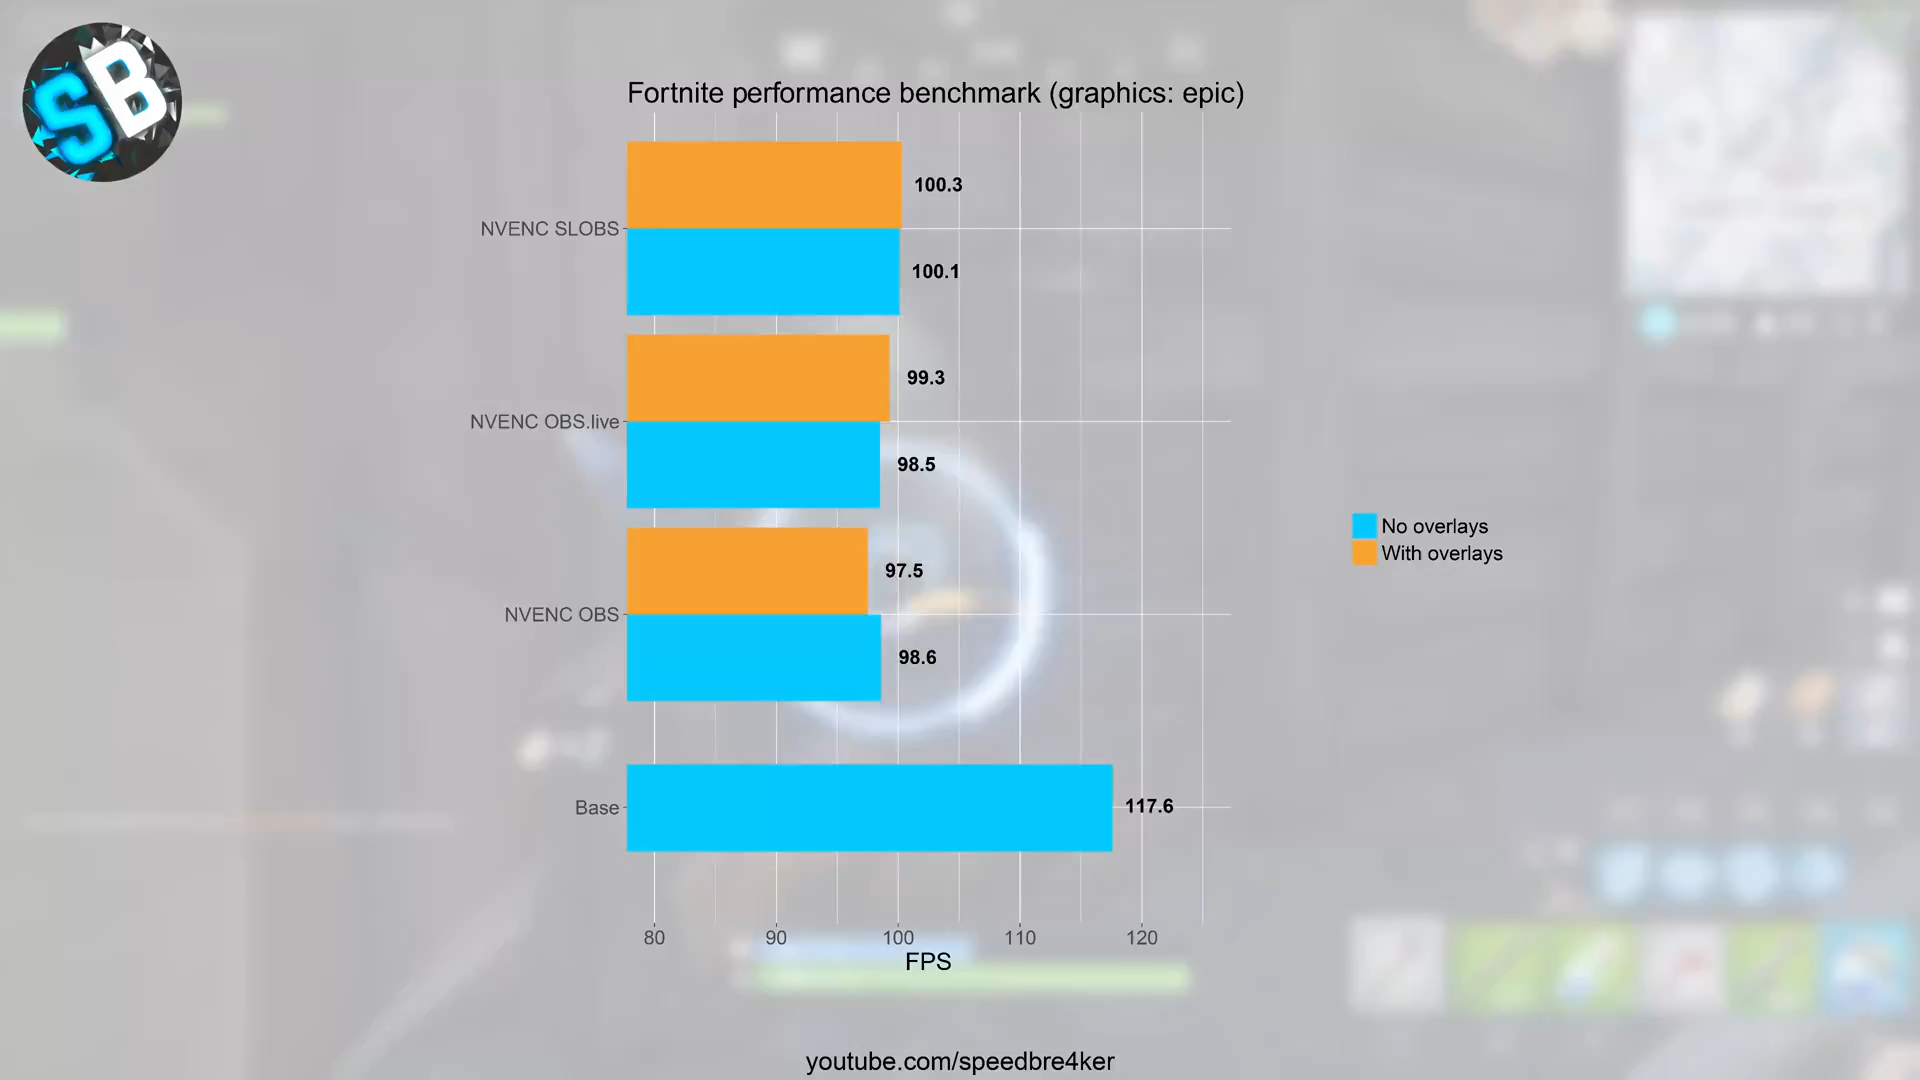 SB
Fortnite performance benchmark (graphics: epic)
NVENC SLOBS
100.3
100.1
NVENC OBS.live
99.3
98.5
NVENC OBS
97.5
98.6
Base
117.6
No overlays
With overlays
80 90 100 110 120
FPS
youtube.com/speedbre4ker